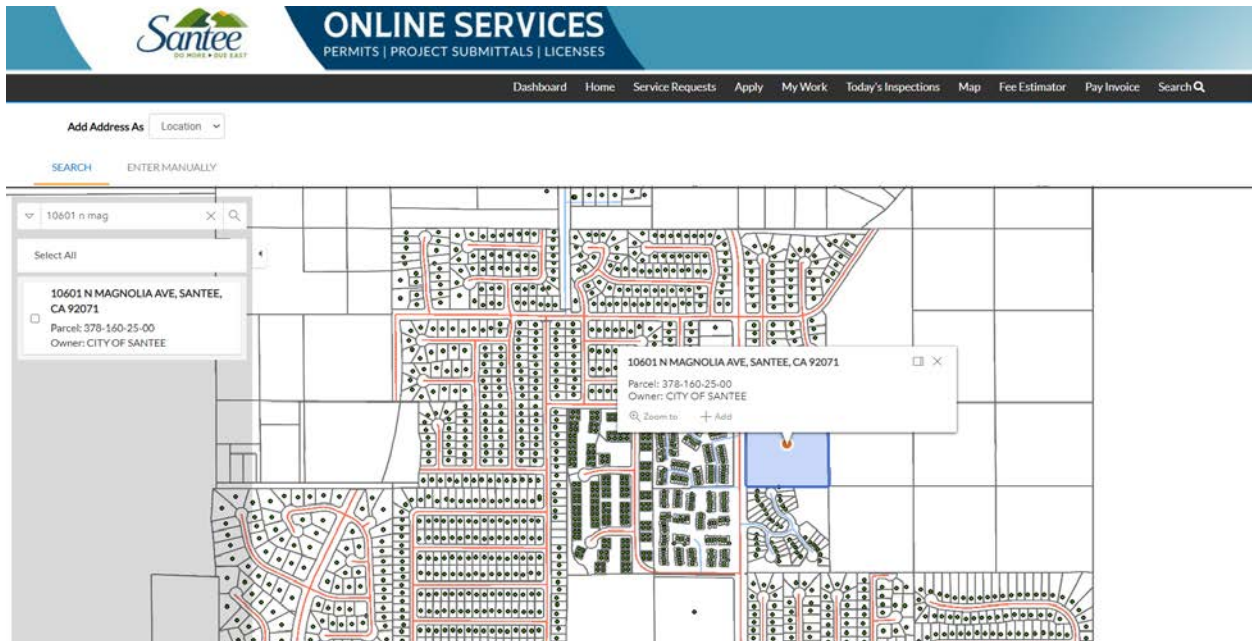 Santee
DO MORE • DUE EAST
ONLINE SERVICES
PERMITS | PROJECT SUBMITTALS | LICENSES
Dashboard Home Service Requests Apply My Work Today's Inspections Map Fee Estimator Pay Invoice Search
Add Address As Location
SEARCH ENTER MANUALLY
10601 n mag
Select All
10601 N MAGNOLIA AVE, SANTEE,
CA 92071
Parcel: 378-160-25-00
Owner: CITY OF SANTEE
10601 N MAGNOLIA AVE, SANTEE, CA 92071
Parcel: 378-160-25-00
Owner: CITY OF SANTEE
Zoom to + Add